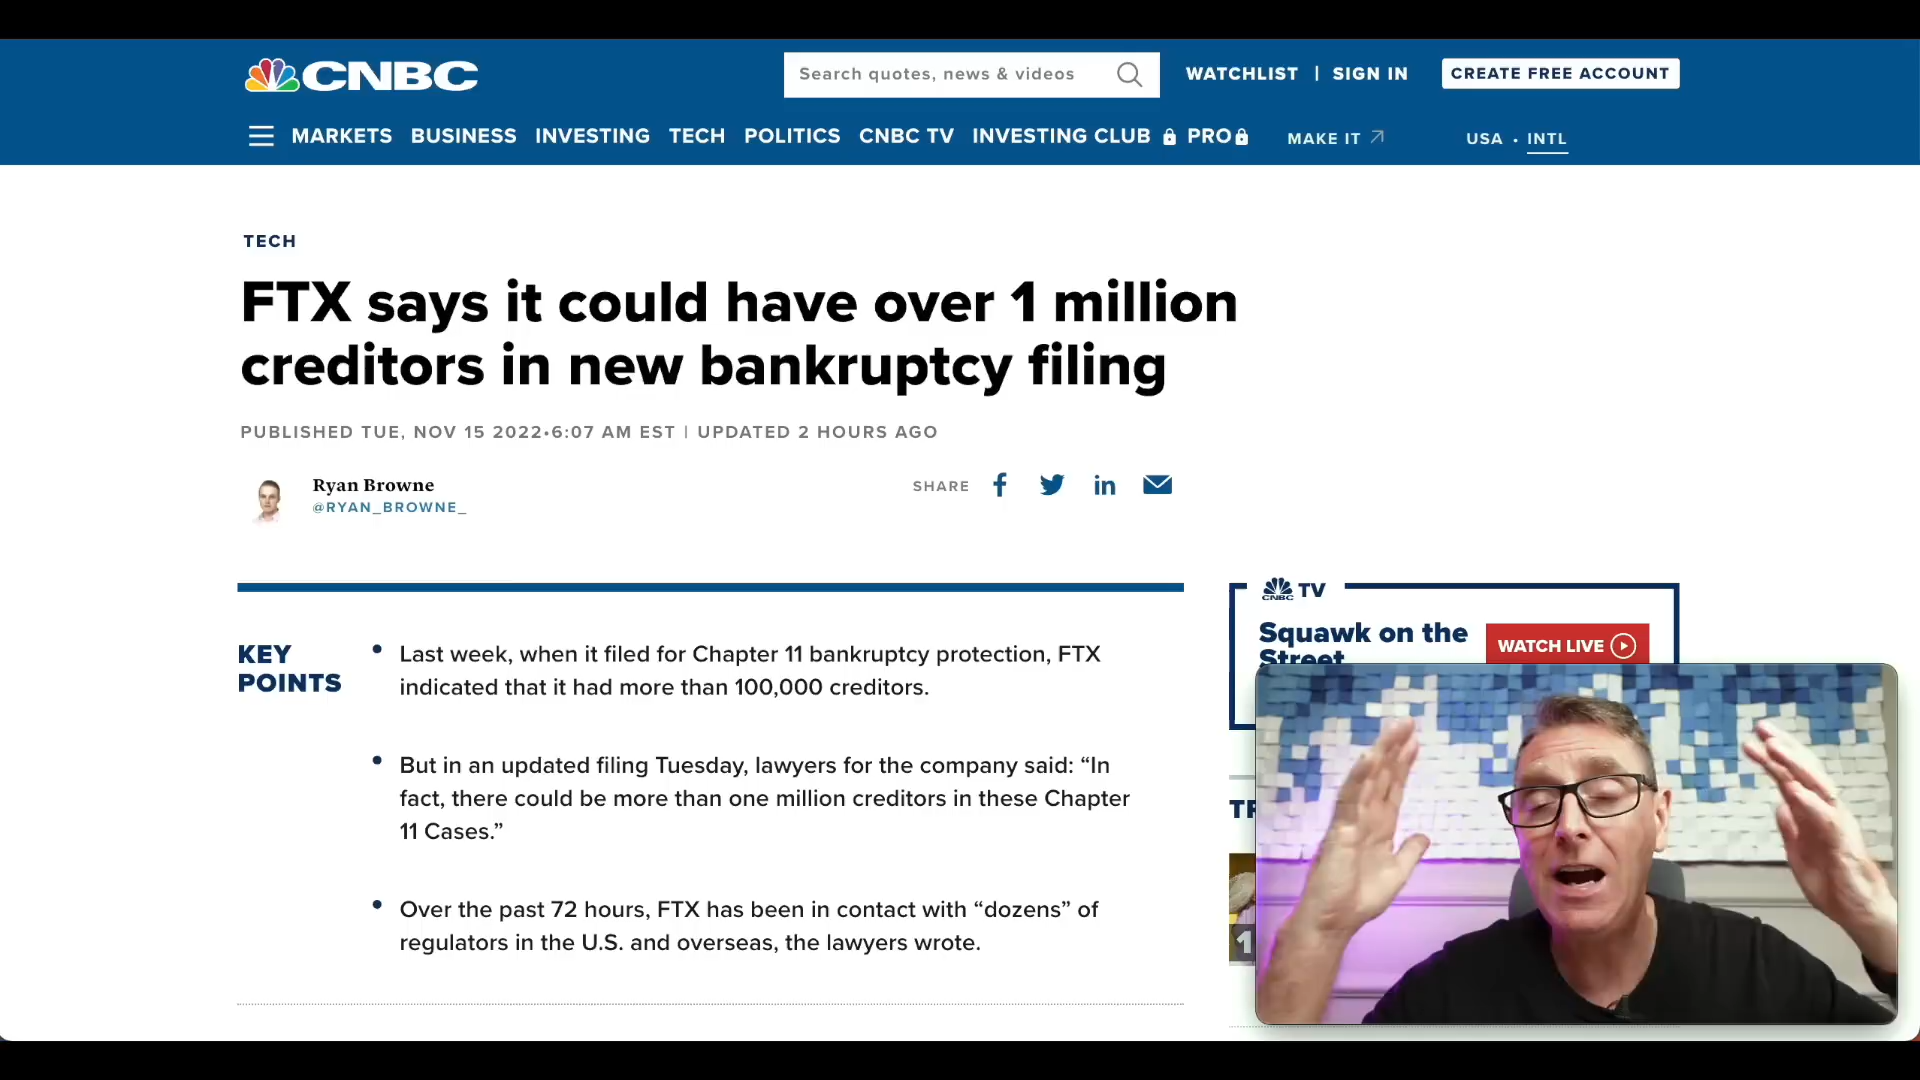 CNBC
Search quotes, news & videos
WATCHLIST | SIGN IN
CREATE FREE ACCOUNT
MARKETS BUSINESS INVESTING TECH POLITICS CNBC TV INVESTING CLUB PRO MAKE IT USA • INTL
TECH
FTX says it could have over 1 million
creditors in new bankruptcy filing
PUBLISHED TUE, NOV 15 2022•6:07 AM EST | UPDATED 2 HOURS AGO
Ryan Browne
@RYAN_BROWNE_
SHARE
KEY
POINTS
Last week, when it filed for Chapter 11 bankruptcy protection, FTX
indicated that it had more than 100,000 creditors.
But in an updated filing Tuesday, lawyers for the company said: “In
fact, there could be more than one million creditors in these Chapter
11 Cases.”
Over the past 72 hours, FTX has been in contact with “dozens” of
regulators in the U.S. and overseas, the lawyers wrote.
CNBC TV
Squawk on the
Street
WATCH LIVE
1